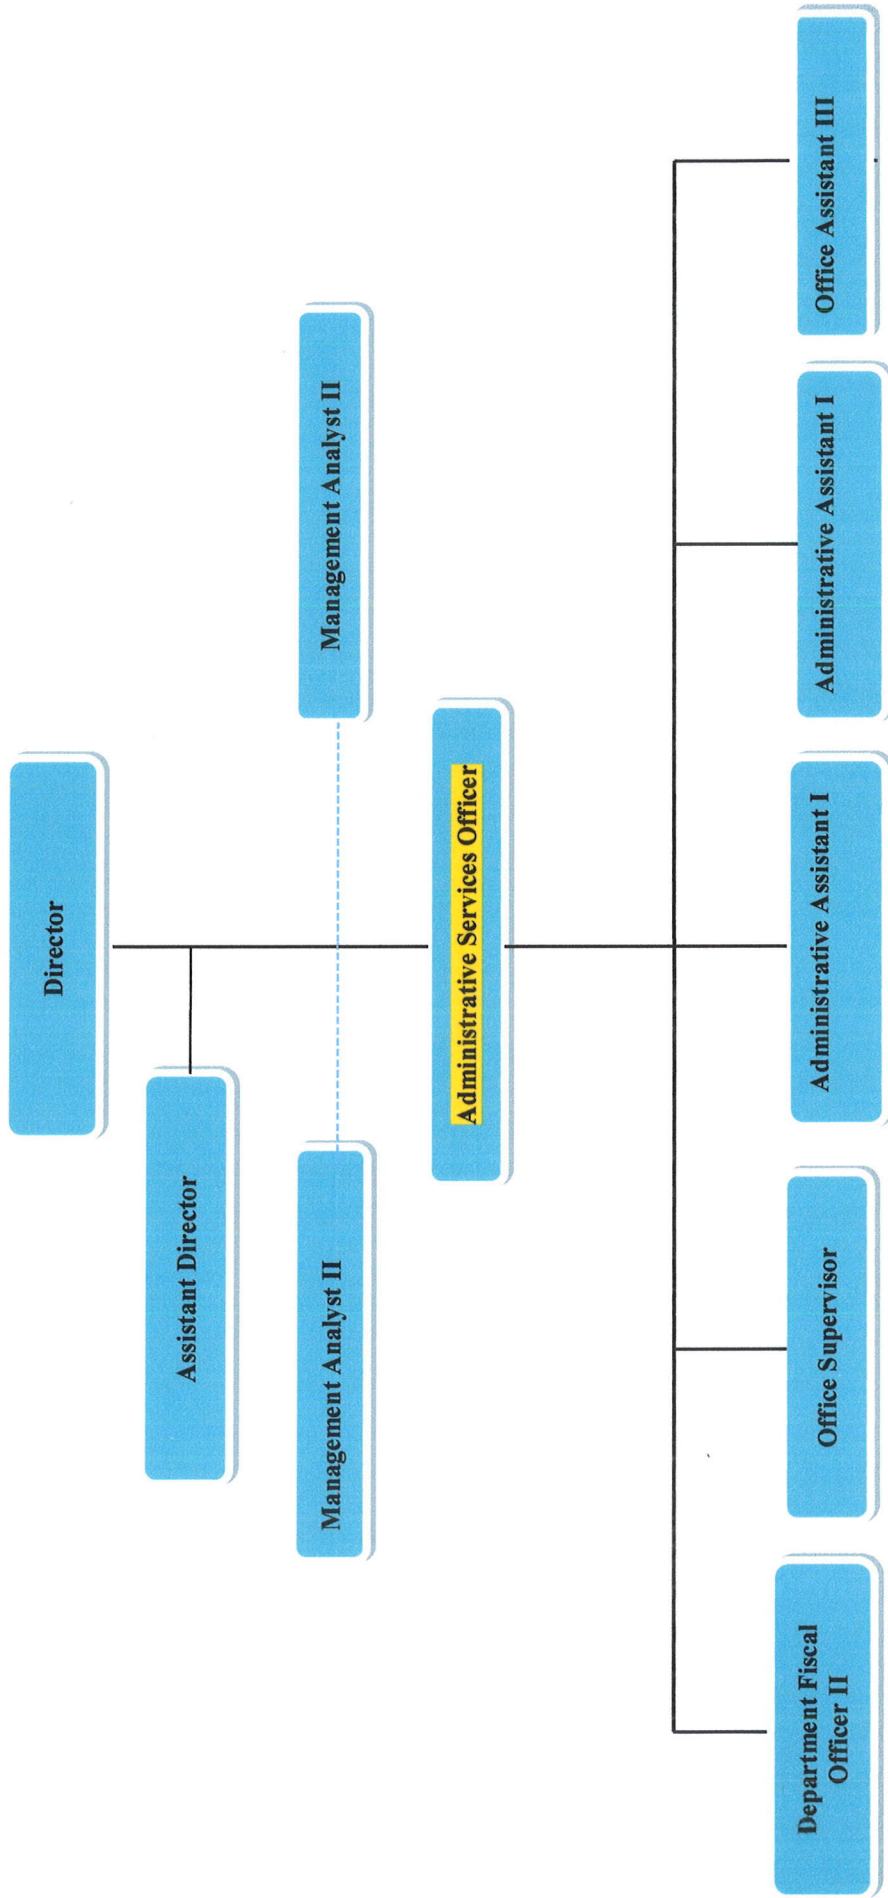 Director
Assistant Director
Management Analyst II
Management Analyst II
Administrative Services Officer
Department Fiscal
Officer II
Office Supervisor
Administrative Assistant I
Administrative Assistant I
Office Assistant III